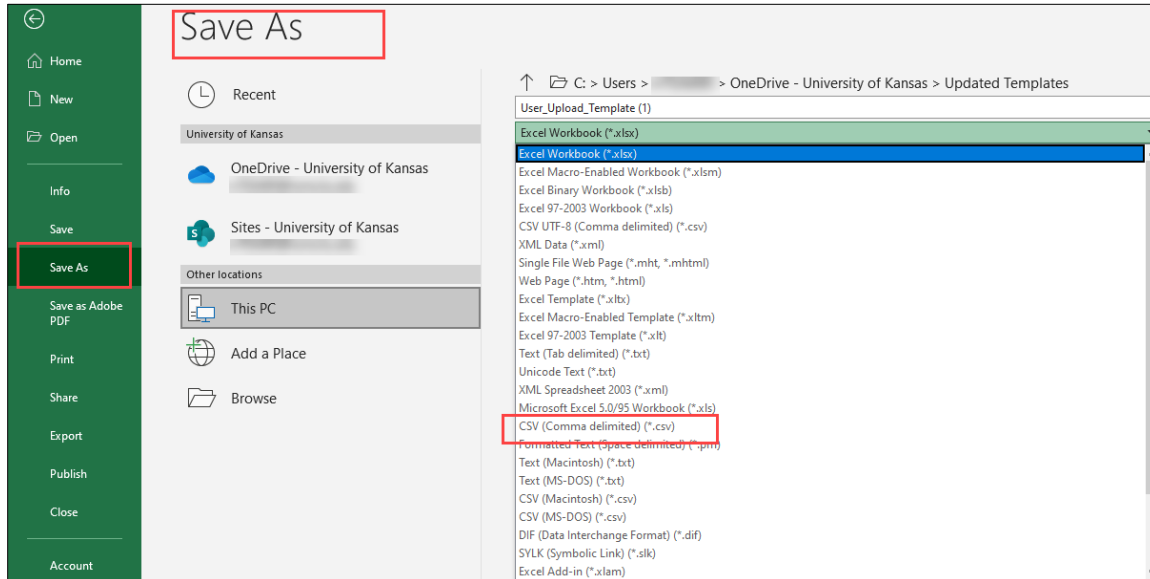 Save As
Home
New
Open
Info
Save
Save As
Save as Adobe
PDF
Print
Share
Export
Publish
Close
Account
Recent
University of Kansas
OneDrive - University of Kansas
Sites - University of Kansas
Other locations
This PC
Add a Place
Browse
C: > Users > > OneDrive - University of Kansas > Updated Templates
User_Upload_Template (1)
Excel Workbook (*.xlsx)
Excel Workbook (*.xlsx)
Excel Macro-Enabled Workbook (*.xlsm)
Excel Binary Workbook (*.xlsb)
Excel 97-2003 Workbook (*.xls)
CSV UTF-8 (Comma delimited) (*.csv)
XML Data (*.xml)
Single File Web Page (*.mht, *.mhtml)
Web Page (*.htm, *.html)
Excel Template (*.xltx)
Excel Macro-Enabled Template (*.xltm)
Excel 97-2003 Template (*.xlt)
Text (Tab delimited) (*.txt)
Unicode Text (*.txt)
XML Spreadsheet 2003 (*.xml)
Microsoft Excel 5.0/95 Workbook (*.xls)
CSV (Comma delimited) (*.csv)
Formatted Text (Space delimited) (*.prn)
Text (Macintosh) (*.txt)
Text (MS-DOS) (*.txt)
CSV (Macintosh) (*.csv)
CSV (MS-DOS) (*.csv)
DIF (Data Interchange Format) (*.dif)
SYLK (Symbolic Link) (*.slk)
Excel Add-in (*.xlam)